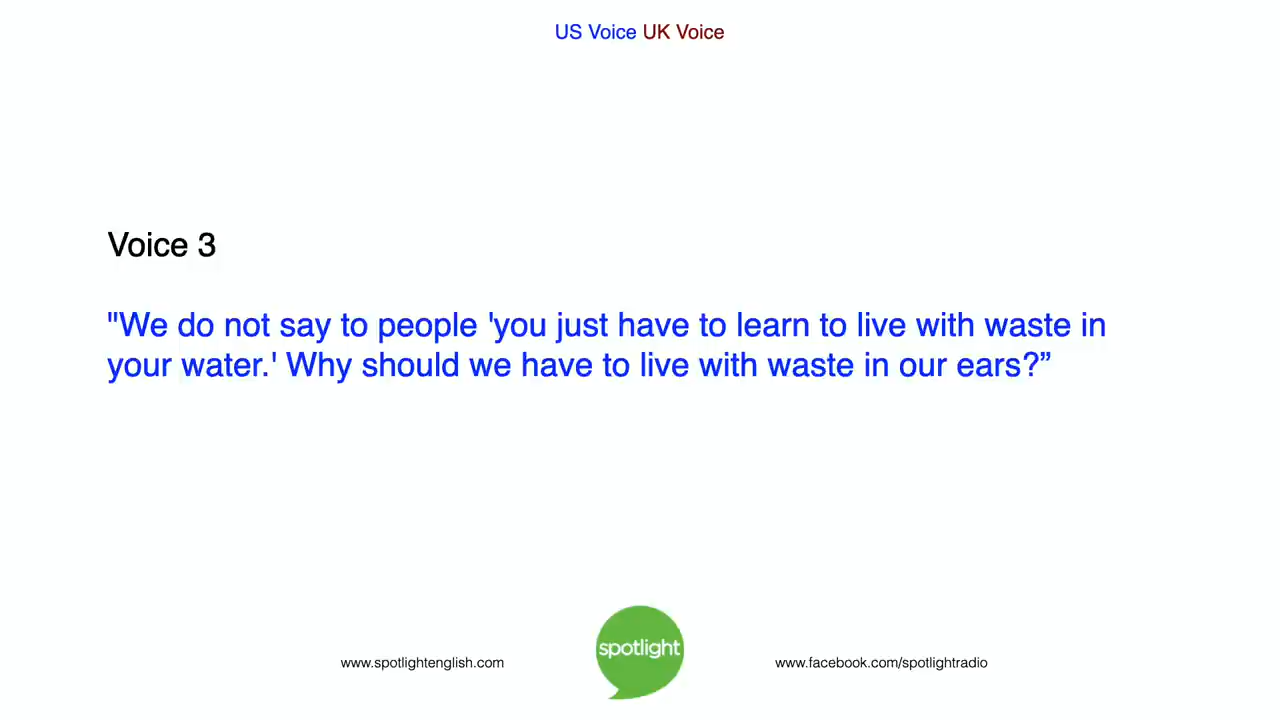 US Voice UK Voice
Voice 3
"We do not say to people 'you just have to learn to live with waste in
your water.' Why should we have to live with waste in our ears?”
spotlight
www.spotlightenglish.com
www.facebook.com/spotlightradio